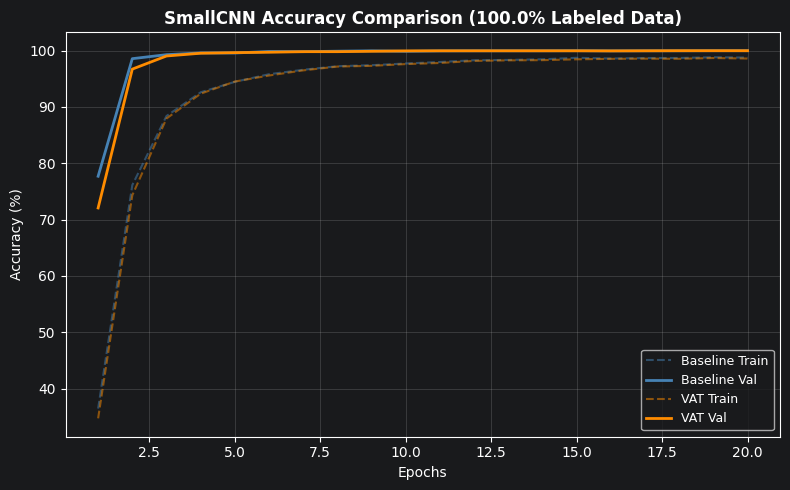 SmallCNN Accuracy Comparison (100.0% Labeled Data)
Accuracy (%)
100
90
80
70
60
50
40
2.5 5.0 7.5 10.0 12.5 15.0 17.5 20.0
Epochs
Baseline Train
Baseline Val
VAT Train
VAT Val